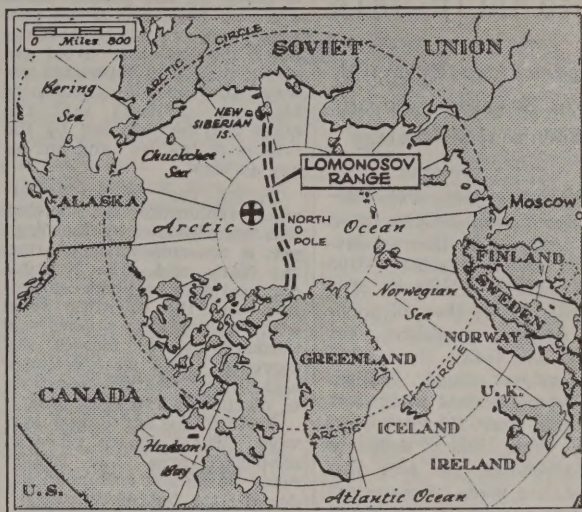 0 Miles 800
ARCTIC CIRCLE
SOVIET UNION
Bering
Sea
NEW
SIBERIAN
IS.
Chuckchee
Sea
LOMONOSOV
RANGE
ALASKA
Arctic Ocean
NORTH
POLE
Moscow
FINLAND
SWEDEN
Norwegian
Sea
NORWAY
GREENLAND
CANADA
CIRCLE
U.K.
ICELAND
ARCTIC
Hudson
Bay
IRELAND
U.S.
Atlantic Ocean